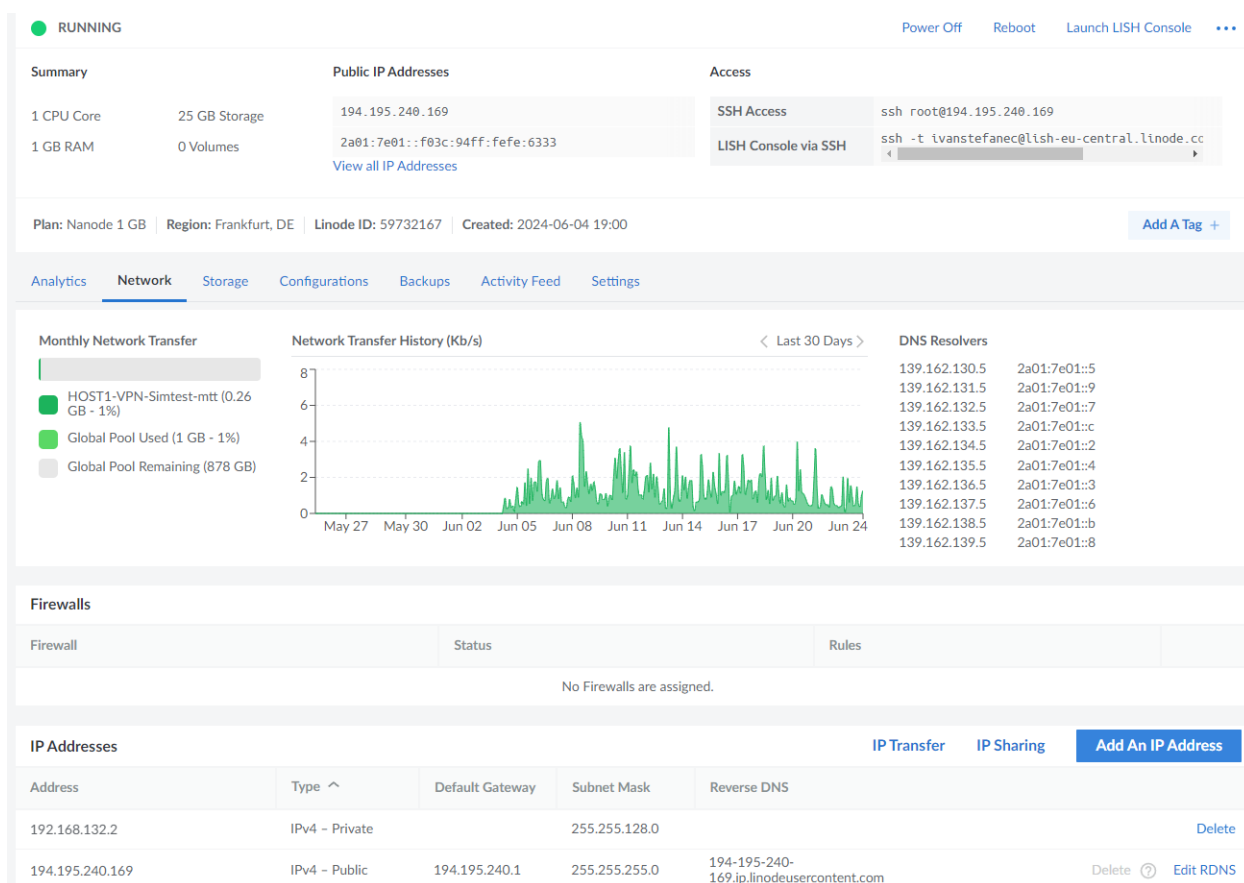 RUNNING
Power Off Reboot Launch LISH Console
Summary
1 CPU Core 25 GB Storage
1 GB RAM 0 Volumes
Public IP Addresses
194.195.240.169
2a01:7e01::f03c:94ff:fefe:6333
View all IP Addresses
Access
SSH Access ssh root@194.195.240.169
LISH Console via SSH ssh -t ivanstefanec@lish-eu-central.linode.cc
Plan: Nanode 1 GB Region: Frankfurt, DE Linode ID: 59732167 Created: 2024-06-04 19:00
Add A Tag +
Analytics Network Storage Configurations Backups Activity Feed Settings
Monthly Network Transfer
HOST1-VPN-Simtest-mtt (0.26
GB - 1%)
Global Pool Used (1 GB - 1%)
Global Pool Remaining (878 GB)
Network Transfer History (Kb/s)
Last 30 Days
8
6
4
2
0
May 27 May 30 Jun 02 Jun 05 Jun 08 Jun 11 Jun 14 Jun 17 Jun 20 Jun 24
DNS Resolvers
139.162.130.5 2a01:7e01::5
139.162.131.5 2a01:7e01::9
139.162.132.5 2a01:7e01::7
139.162.133.5 2a01:7e01::c
139.162.134.5 2a01:7e01::2
139.162.135.5 2a01:7e01::4
139.162.136.5 2a01:7e01::3
139.162.137.5 2a01:7e01::6
139.162.138.5 2a01:7e01::b
139.162.139.5 2a01:7e01::8
Firewalls
Firewall Status Rules
No Firewalls are assigned.
IP Addresses
IP Transfer IP Sharing Add An IP Address
Address Type Default Gateway Subnet Mask Reverse DNS
192.168.132.2 IPv4 – Private 255.255.128.0 Delete
194.195.240.169 IPv4 – Public 194.195.240.1 255.255.255.0 194-195-240-
169.ip.linodeusercontent.com Delete ? Edit RDNS